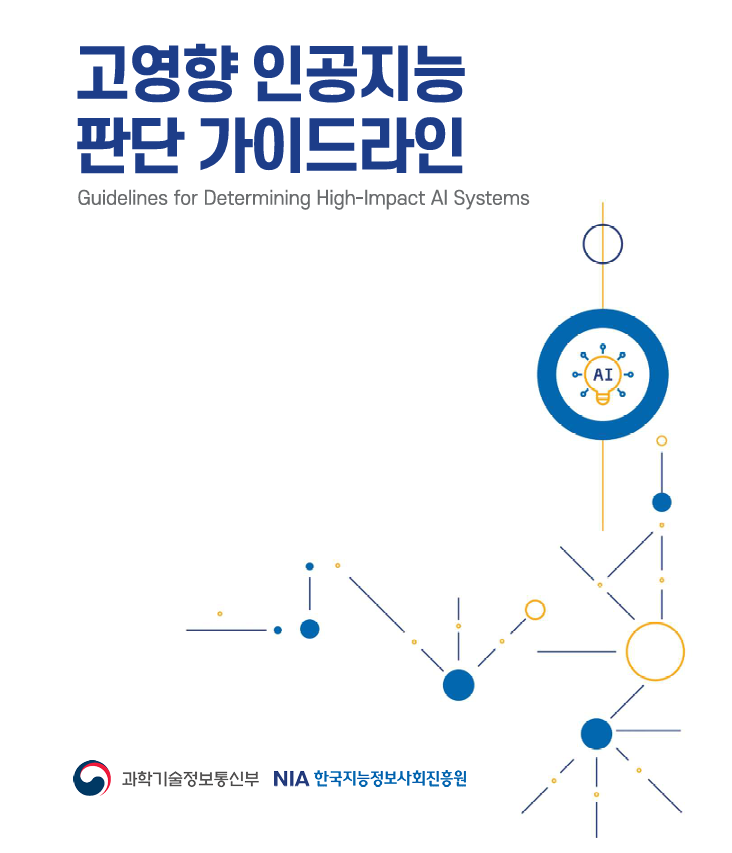 고영향 인공지능
판단 가이드라인
Guidelines for Determining High-Impact AI Systems
AI
과학기술정보통신부 NIA 한국지능정보사회진흥원